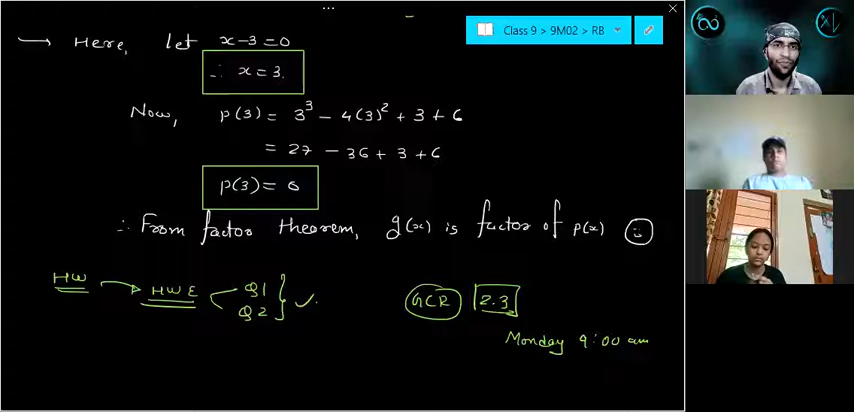 Class 9 > 9M02 > RB
→ Here, let x-3=0
∴ x=3.
Now, p(3) = 3³ - 4(3)² + 3 + 6
= 27 - 36 + 3 + 6
p(3) = 0
∴ From factor theorem, g(x) is factor of p(x)
HW → HWE Q1
Q2
GCR 2.3
Monday 9:00 am